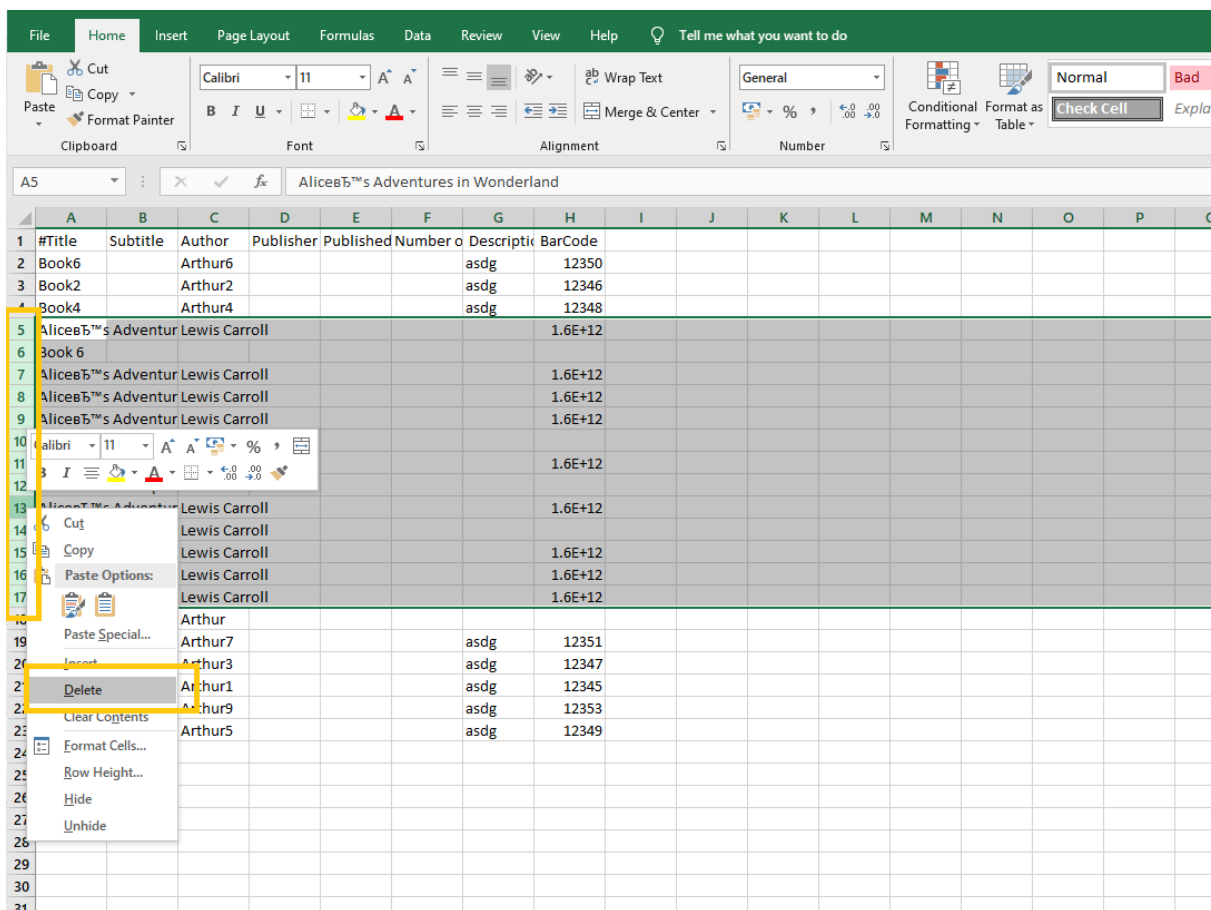 File Home Insert Page Layout Formulas Data Review View Help Tell me what you want to do
Cut
Copy
Format Painter
Paste
Clipboard
Calibri 11 A A
B I U A
Font
ab Wrap Text
Merge & Center
Alignment
General
% , .00 .00
Number
Conditional Formatting
Format as Table
Normal Bad
Check Cell Expla
A5 fx AliceвЂ™s Adventures in Wonderland
A B C D E F G H I J K L M N O P
1 #Title Subtitle Author Publisher Published Number o Descriptio BarCode
2 Book6 Arthur6 asdg 12350
3 Book2 Arthur2 asdg 12346
4 Book4 Arthur4 asdg 12348
5 AliceвЂ™s Adventur Lewis Carroll 1.6E+12
6 Book 6
7 AliceвЂ™s Adventur Lewis Carroll 1.6E+12
8 AliceвЂ™s Adventur Lewis Carroll 1.6E+12
9 AliceвЂ™s Adventur Lewis Carroll 1.6E+12
10
11 1.6E+12
12
Calibri 11 A A %
B I A .00 .00
13 Lewis Carroll 1.6E+12
14 Lewis Carroll
15 Lewis Carroll 1.6E+12
16 Lewis Carroll 1.6E+12
17 Lewis Carroll 1.6E+12
18 Arthur
19 Arthur7 asdg 12351
20 Arthur3 asdg 12347
21 Arthur1 asdg 12345
22 Arthur9 asdg 12353
23 Arthur5 asdg 12349
24
25
26
27
28
29
30
31
Cut
Copy
Paste Options:
Paste Special...
Insert...
Delete
Clear Contents
Format Cells...
Row Height...
Hide
Unhide